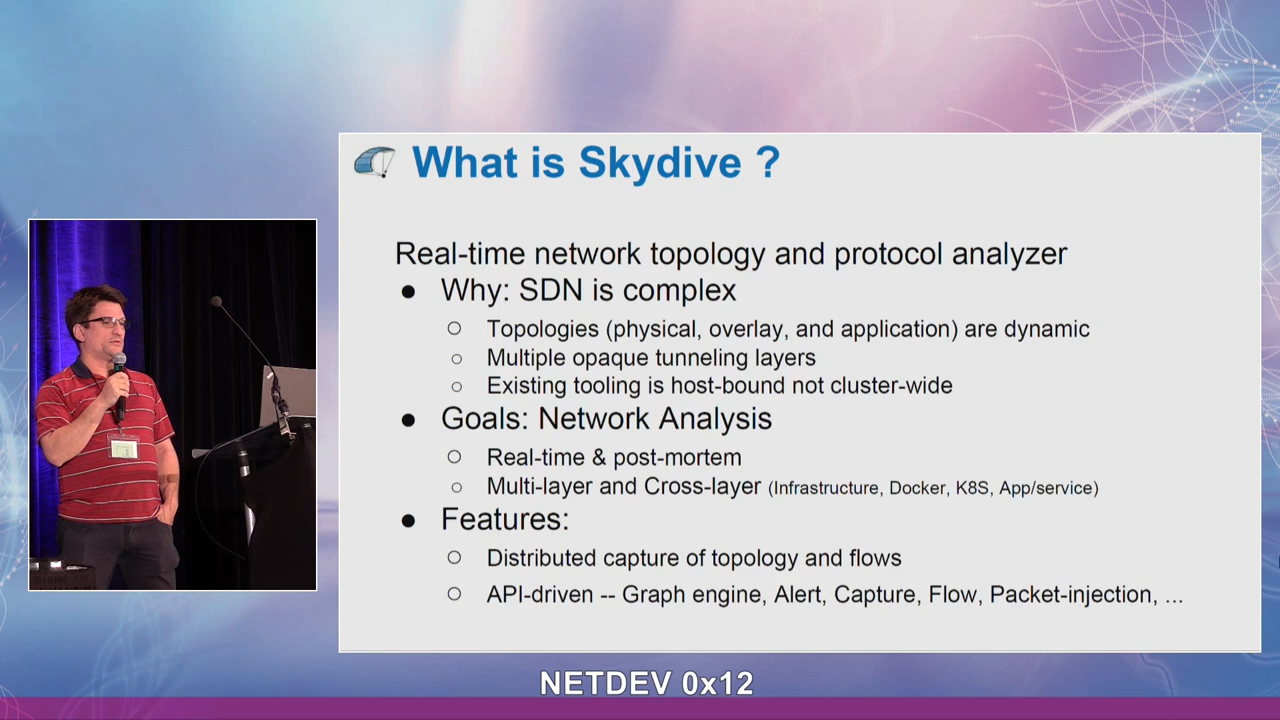 What is Skydive ?
Real-time network topology and protocol analyzer
● Why: SDN is complex
○ Topologies (physical, overlay, and application) are dynamic
○ Multiple opaque tunneling layers
○ Existing tooling is host-bound not cluster-wide
● Goals: Network Analysis
○ Real-time & post-mortem
○ Multi-layer and Cross-layer (Infrastructure, Docker, K8S, App/service)
● Features:
○ Distributed capture of topology and flows
○ API-driven -- Graph engine, Alert, Capture, Flow, Packet-injection, ...
NETDEV 0x12